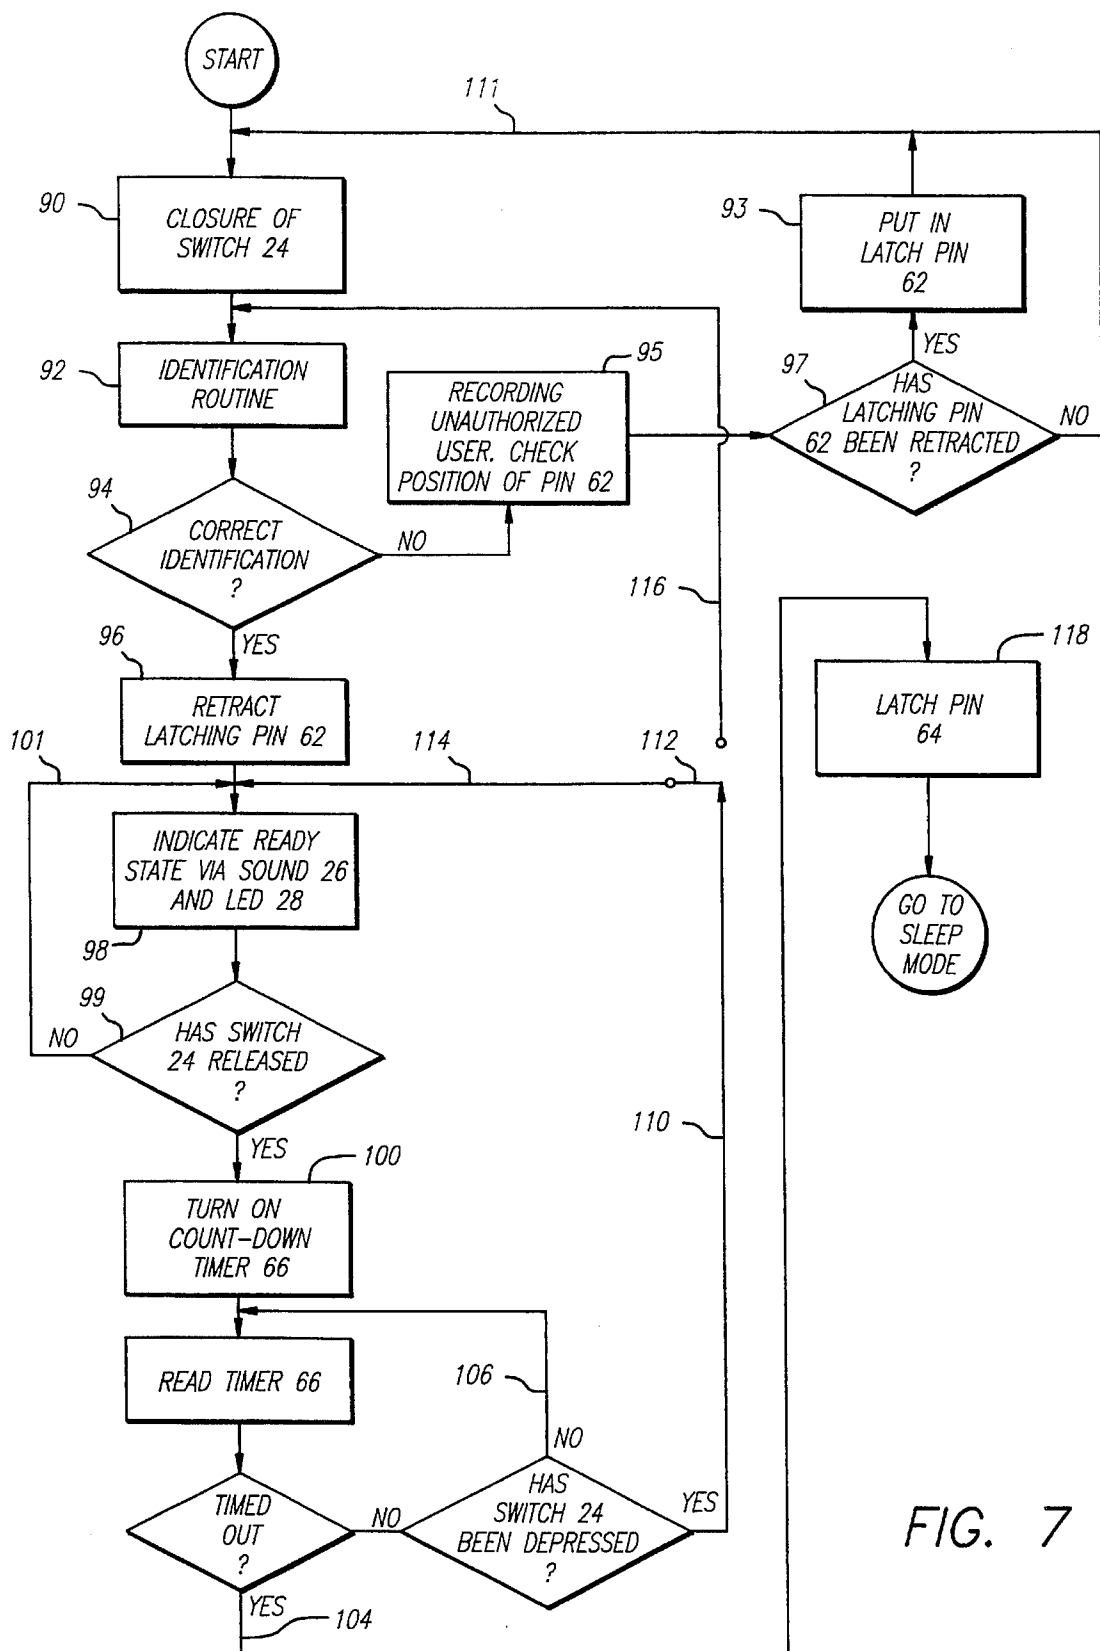 START
111
90
CLOSURE OF
SWITCH 24
93
PUT IN
LATCH PIN
62
YES
92
IDENTIFICATION
ROUTINE
95
RECORDING
UNAUTHORIZED
USER. CHECK
POSITION OF PIN 62
97
HAS
LATCHING PIN
62 BEEN RETRACTED
?
NO
94
CORRECT
IDENTIFICATION
?
NO
YES
116
96
RETRACT
LATCHING PIN 62
118
LATCH PIN
64
101
114
112
INDICATE READY
STATE VIA SOUND 26
AND LED 28
98
GO TO
SLEEP
MODE
99
HAS SWITCH
24 RELEASED
?
NO
YES
110
100
TURN ON
COUNT-DOWN
TIMER 66
READ TIMER 66
106
NO
TIMED
OUT
?
NO
HAS
SWITCH 24
BEEN DEPRESSED
?
YES
YES
104
FIG. 7